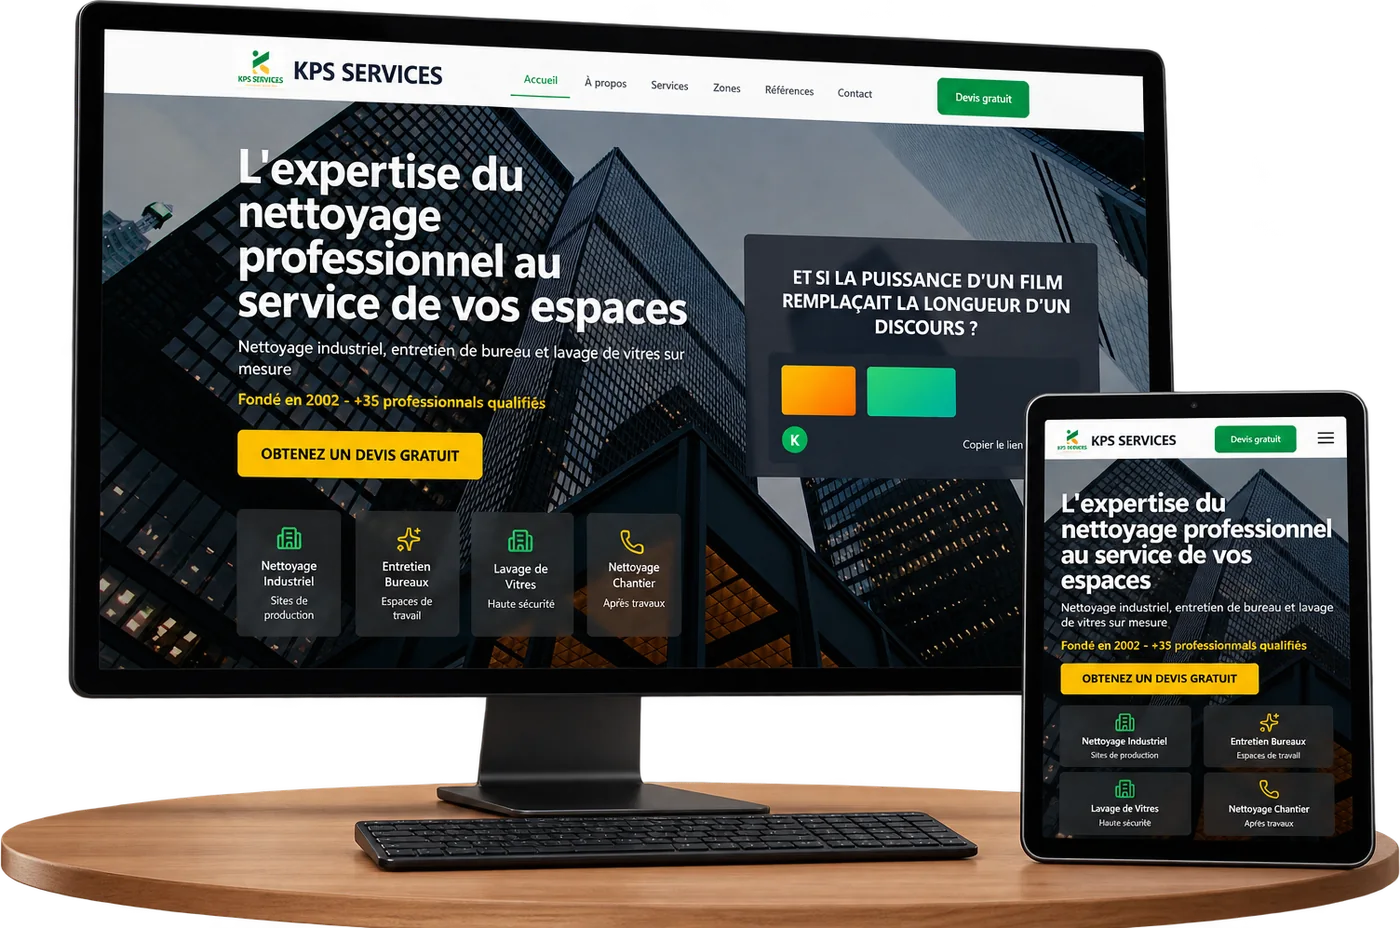 KPS SERVICES
KPS SERVICES
Accueil
À propos
Services
Zones
Références
Contact
Devis gratuit
L'expertise du
nettoyage
professionnel au
service de vos espaces
Nettoyage industriel, entretien de bureau et lavage de vitres sur
mesure
Fondé en 2002 - +35 professionnals qualifiés
OBTENEZ UN DEVIS GRATUIT
Nettoyage
Industriel
Sites de
production
Entretien
Bureaux
Espaces de
travail
Lavage de
Vitres
Haute sécurité
Nettoyage
Chantier
Après travaux
ET SI LA PUISSANCE D'UN FILM
REMPLAÇAIT LA LONGUEUR D'UN
DISCOURS ?
K
Copier le lien
KPS SERVICES
KPS SERVICES
Devis gratuit
L'expertise du
nettoyage professionnel
au service de vos
espaces
Nettoyage industriel, entretien de bureau et lavage
de vitres sur mesure
Fondé en 2002 - +35 professionmals qualifiés
OBTENEZ UN DEVIS GRATUIT
Nettoyage Industriel
Sites de production
Entretien Bureaux
Espaces de travail
Lavage de Vitres
Haute sécurité
Nettoyage Chantier
Après travaux